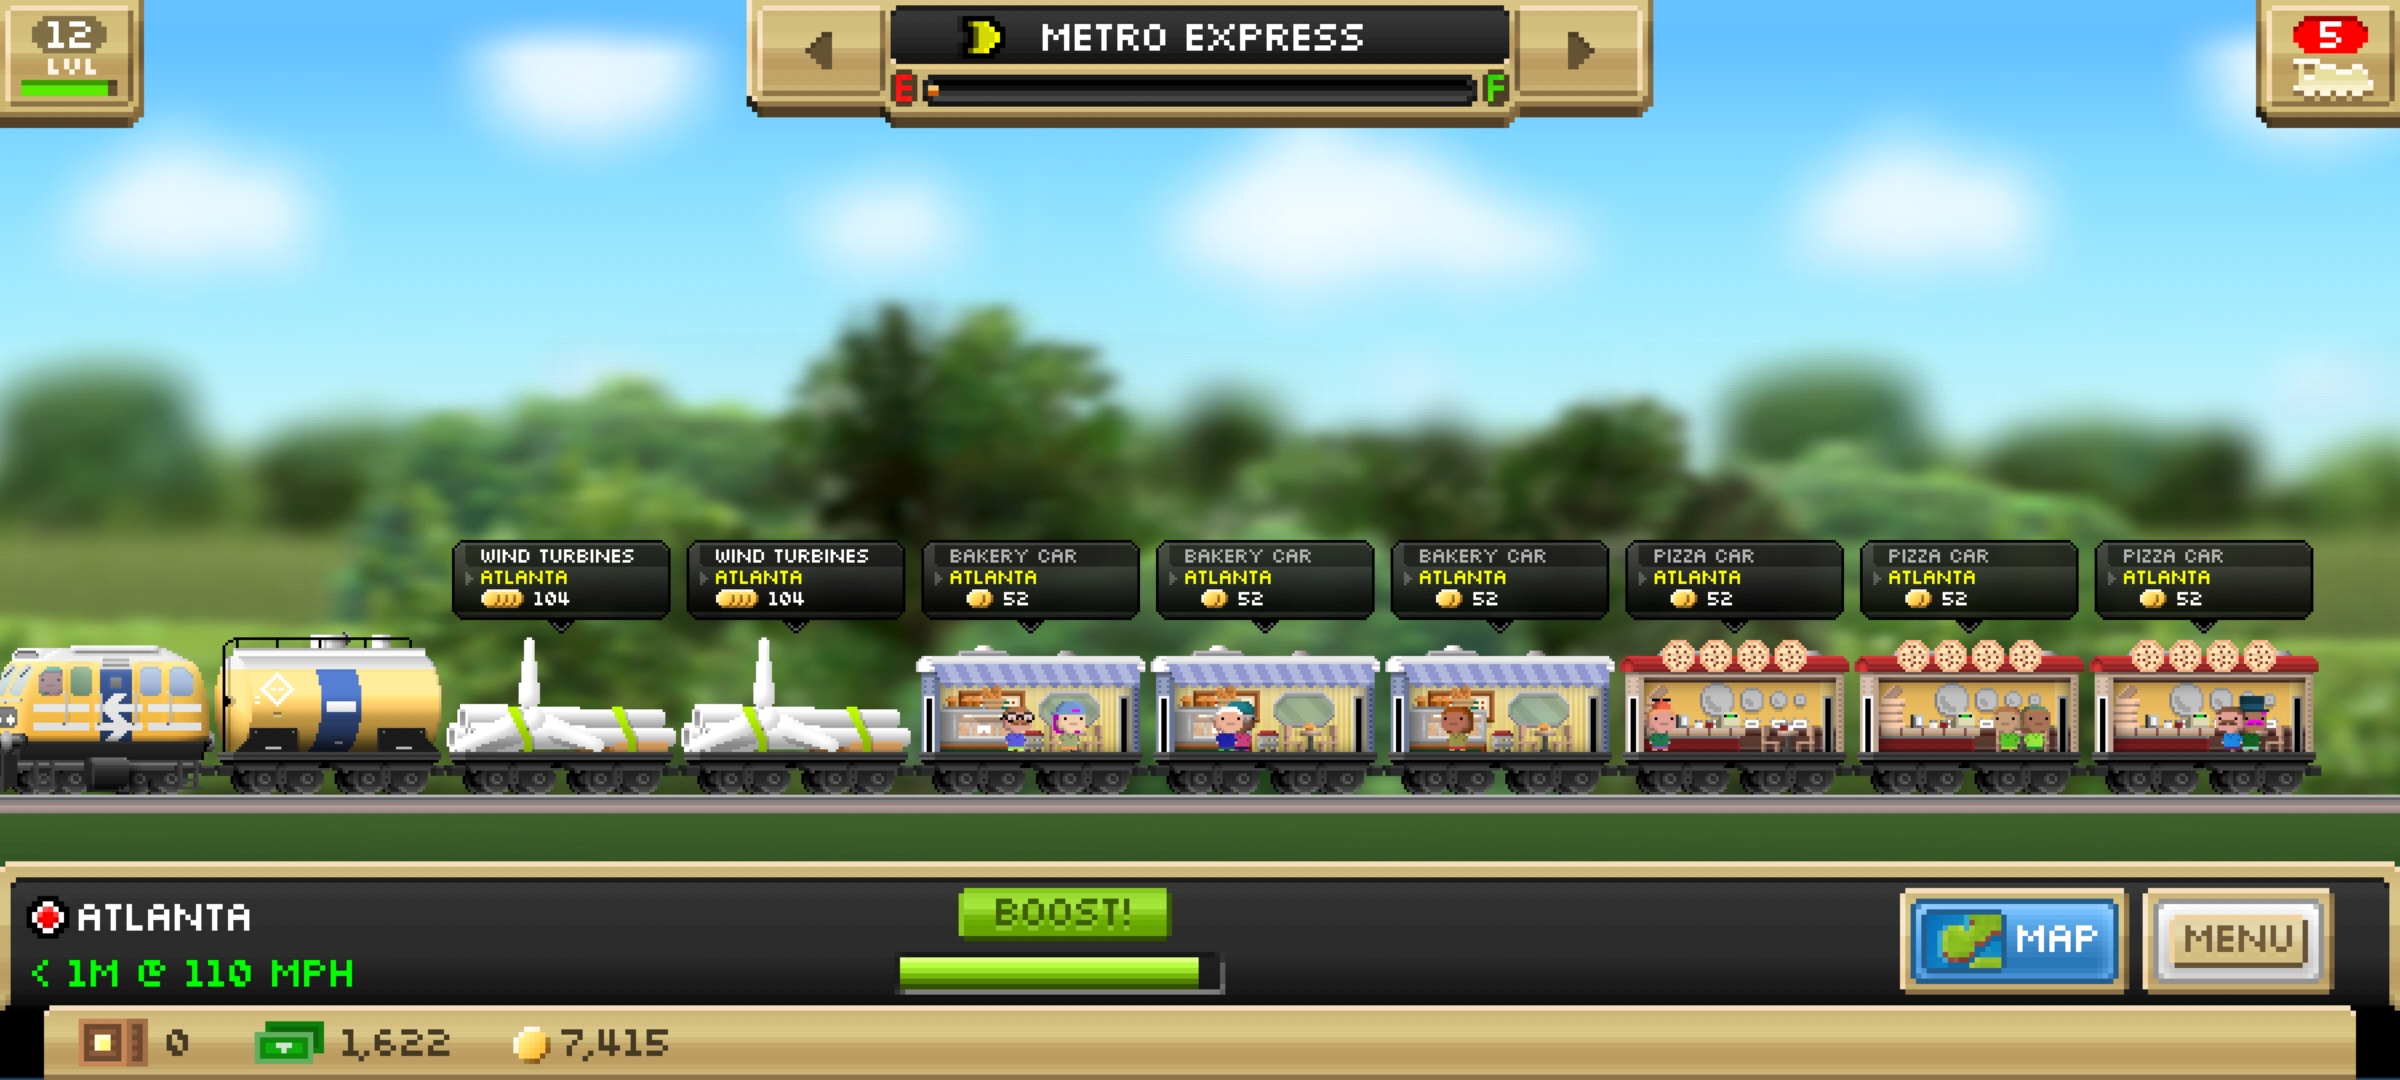 12
LVL
METRO EXPRESS
E F
5
WIND TURBINES
ATLANTA
104
WIND TURBINES
ATLANTA
104
BAKERY CAR
ATLANTA
52
BAKERY CAR
ATLANTA
52
BAKERY CAR
ATLANTA
52
PIZZA CAR
ATLANTA
52
PIZZA CAR
ATLANTA
52
PIZZA CAR
ATLANTA
52
ATLANTA
< 1M @ 110 MPH
BOOST!
MAP
MENU
0 1,622 7,415